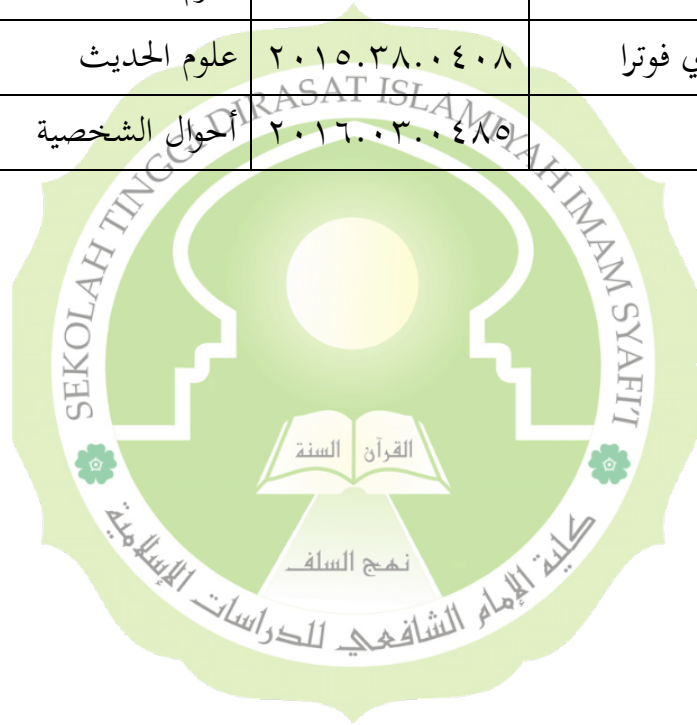 علوم الحديث ٢٠١٥.٣٨.٠٤٠٨ ي فوترا
أحوال الشخصية ٢٠١٦.٠٣.٠٤٨٥
SEKOLAH TINGGI DIRASAT ISLAMIYAH IMAM SYAFI'I
القرآن السنة
نهج السلف
كلية الإمام الشافعي للدراسات الإسلامية